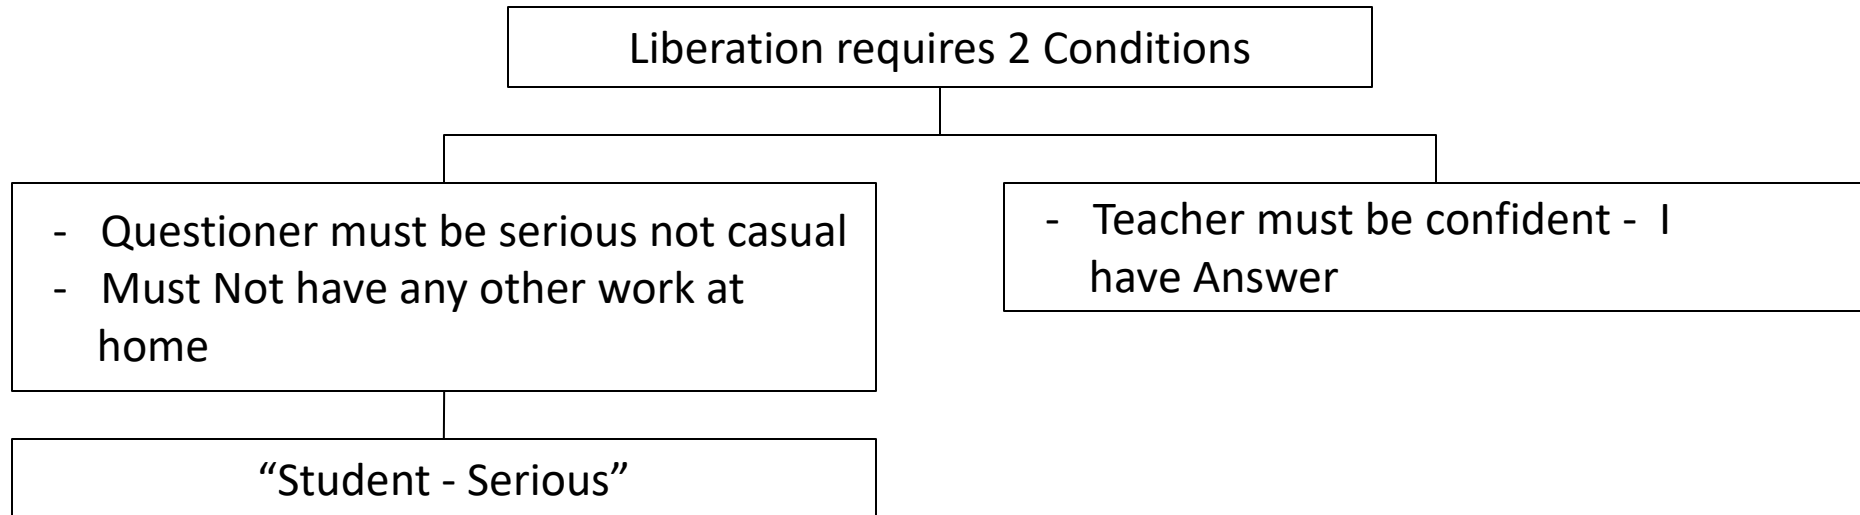 Liberation requires 2 Conditions
- Questioner must be serious not casual
- Must Not have any other work at
home
- Teacher must be confident - I
have Answer
“Student - Serious”